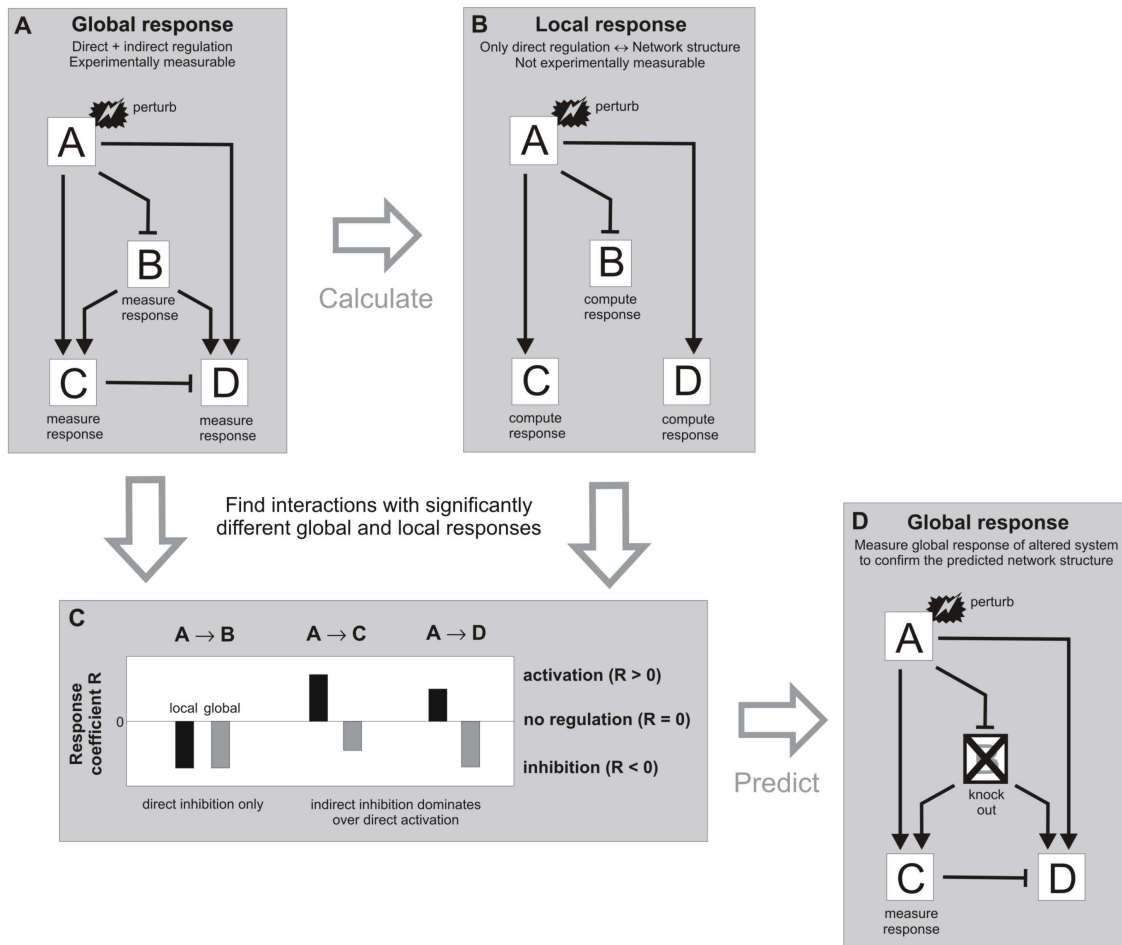 A Global response
Direct + indirect regulation
Experimentally measurable
perturb
A
B
measure
response
C
D
measure
response
measure
response
Calculate
B Local response
Only direct regulation ↔ Network structure
Not experimentally measurable
perturb
A
B
compute
response
C
D
compute
response
compute
response
Find interactions with significantly
different global and local responses
C
A → B A → C A → D
Response
coefficient R
0
local global
activation (R > 0)
no regulation (R = 0)
inhibition (R < 0)
direct inhibition only
indirect inhibition dominates
over direct activation
Predict
D Global response
Measure global response of altered system
to confirm the predicted network structure
perturb
A
B
knock
out
C
D
measure
response